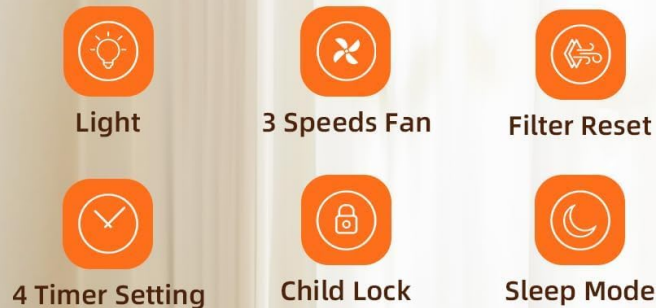 Light
3 Speeds Fan
Filter Reset
4 Timer Setting
Child Lock
Sleep Mode